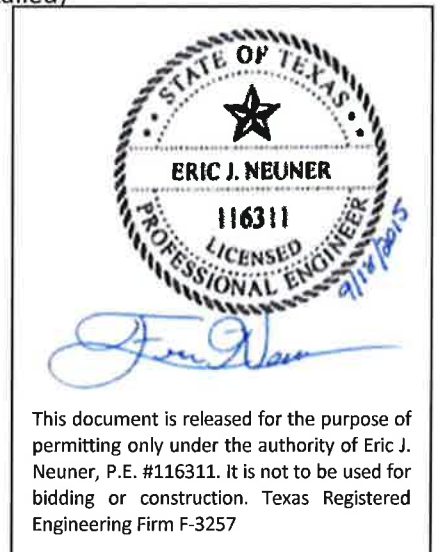 STATE OF TEXAS
ERIC J. NEUNER
116311
LICENSED
PROFESSIONAL ENGINEER
9/18/2015
This document is released for the purpose of
permitting only under the authority of Eric J.
Neuner, P.E. #116311. It is not to be used for
bidding or construction. Texas Registered
Engineering Firm F-3257